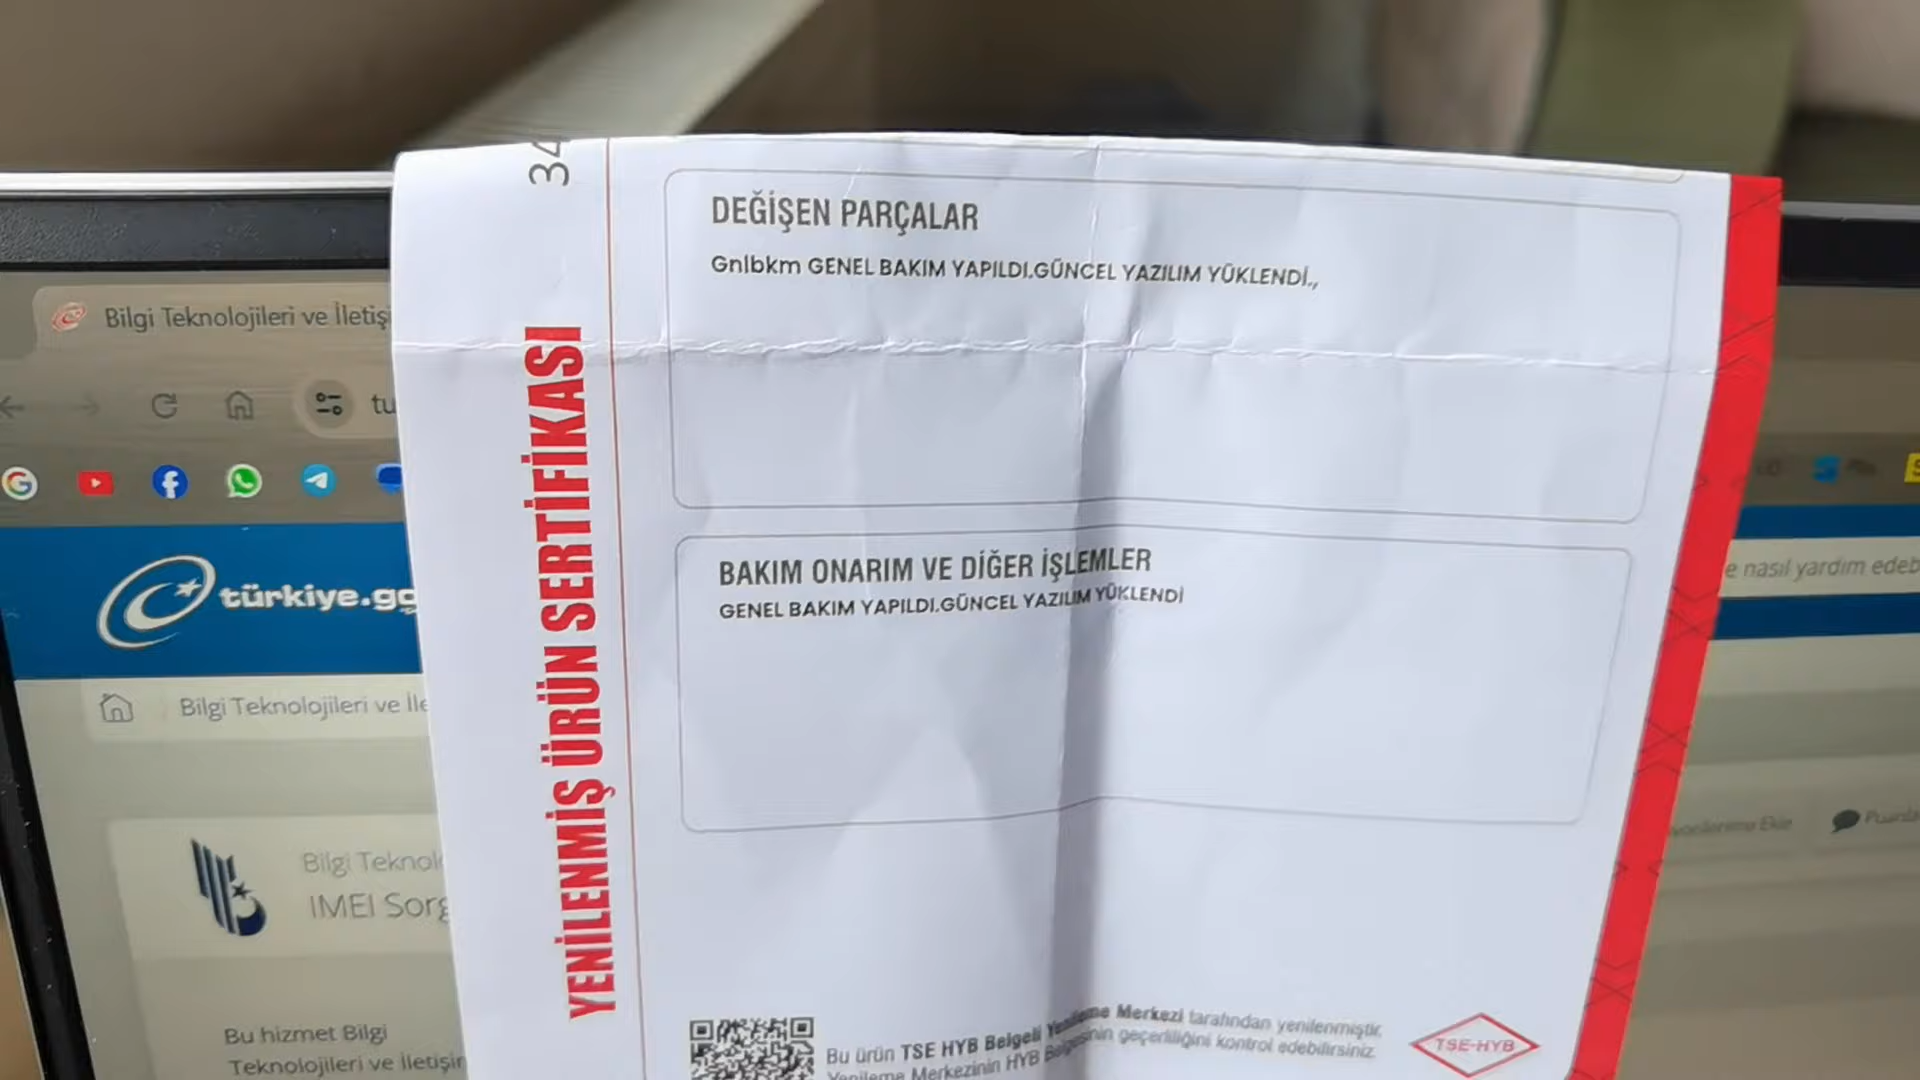 34
YENİLENMİŞ ÜRÜN SERTİFİKASI
DEĞİŞEN PARÇALAR
Gnlbkm GENEL BAKIM YAPILDI.GÜNCEL YAZILIM YÜKLENDİ.,
BAKIM ONARIM VE DİĞER İŞLEMLER
GENEL BAKIM YAPILDI.GÜNCEL YAZILIM YÜKLENDİ
Bu ürün TSE HYB Belgeli Yenileme Merkezi tarafından yenilenmiştir.
Yenileme Merkezinin HYB Belgesinin geçerliliğini kontrol edebilirsiniz.
TSE-HYB
Bilgi Teknolojileri ve İletişi
tu
türkiye.go
e nasıl yardım edeb
Bilgi Teknolojileri ve İle
Bilgi Teknol
IMEI Sorg
Bu hizmet Bilgi
Teknolojileri ve İletişim